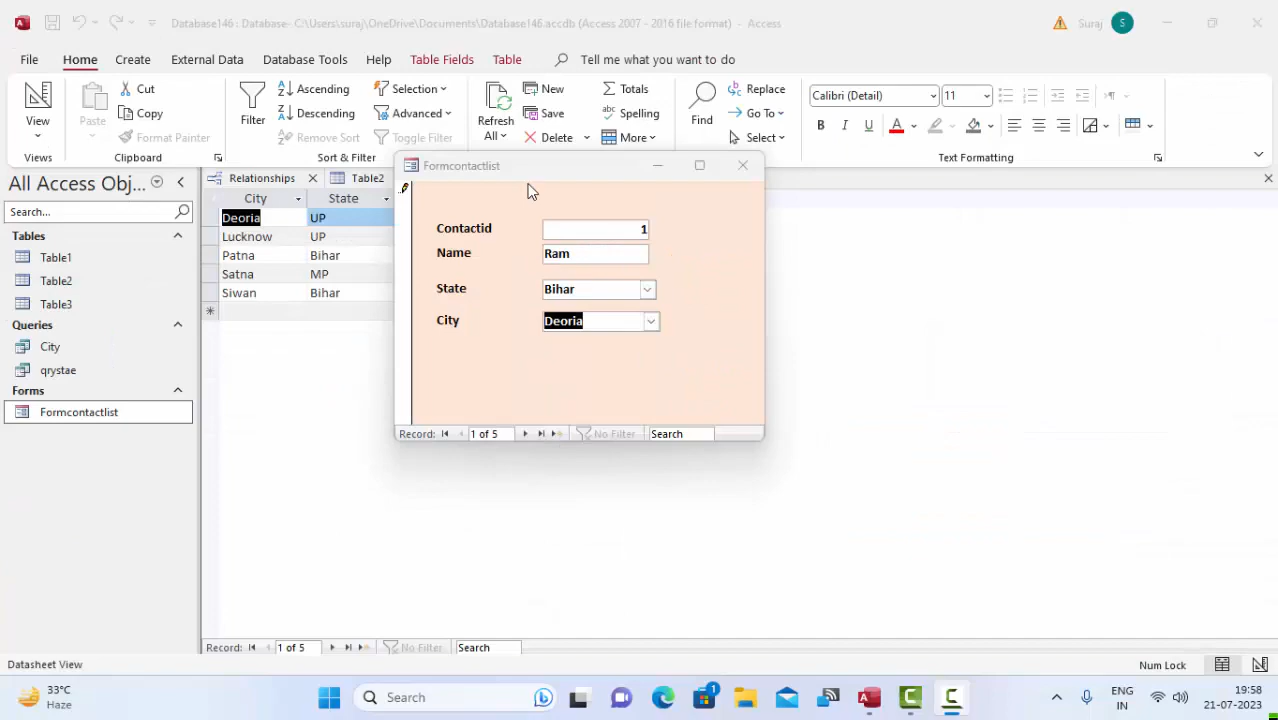 Database146 : Database- C:\Users\suraj\OneDrive\Documents\Database146.accdb (Access 2007 - 2016 file format) - Access
Suraj S
File Home Create External Data Database Tools Help Table Fields Table Tell me what you want to do
View
Views
Paste Cut
Copy
Format Painter
Clipboard
Filter Ascending Selection
Descending Advanced
Remove Sort Toggle Filter
Sort & Filter
Refresh All New Totals
Save Spelling
Delete More
Find Replace
Go To
Select
Calibri (Detail) 11
B I U A
Text Formatting
All Access Obj...
Search...
Tables
Table1
Table2
Table3
Queries
City
qrystae
Forms
Formcontactlist
Relationships Table2
City State
Deoria UP
Lucknow UP
Patna Bihar
Satna MP
Siwan Bihar
Formcontactlist
Contactid 1
Name Ram
State Bihar
City Deoria
Record: 1 of 5 No Filter Search
Record: 1 of 5 No Filter Search
Datasheet View Num Lock
33°C
Haze
Search
1
ENG
IN
19:58
21-07-2023